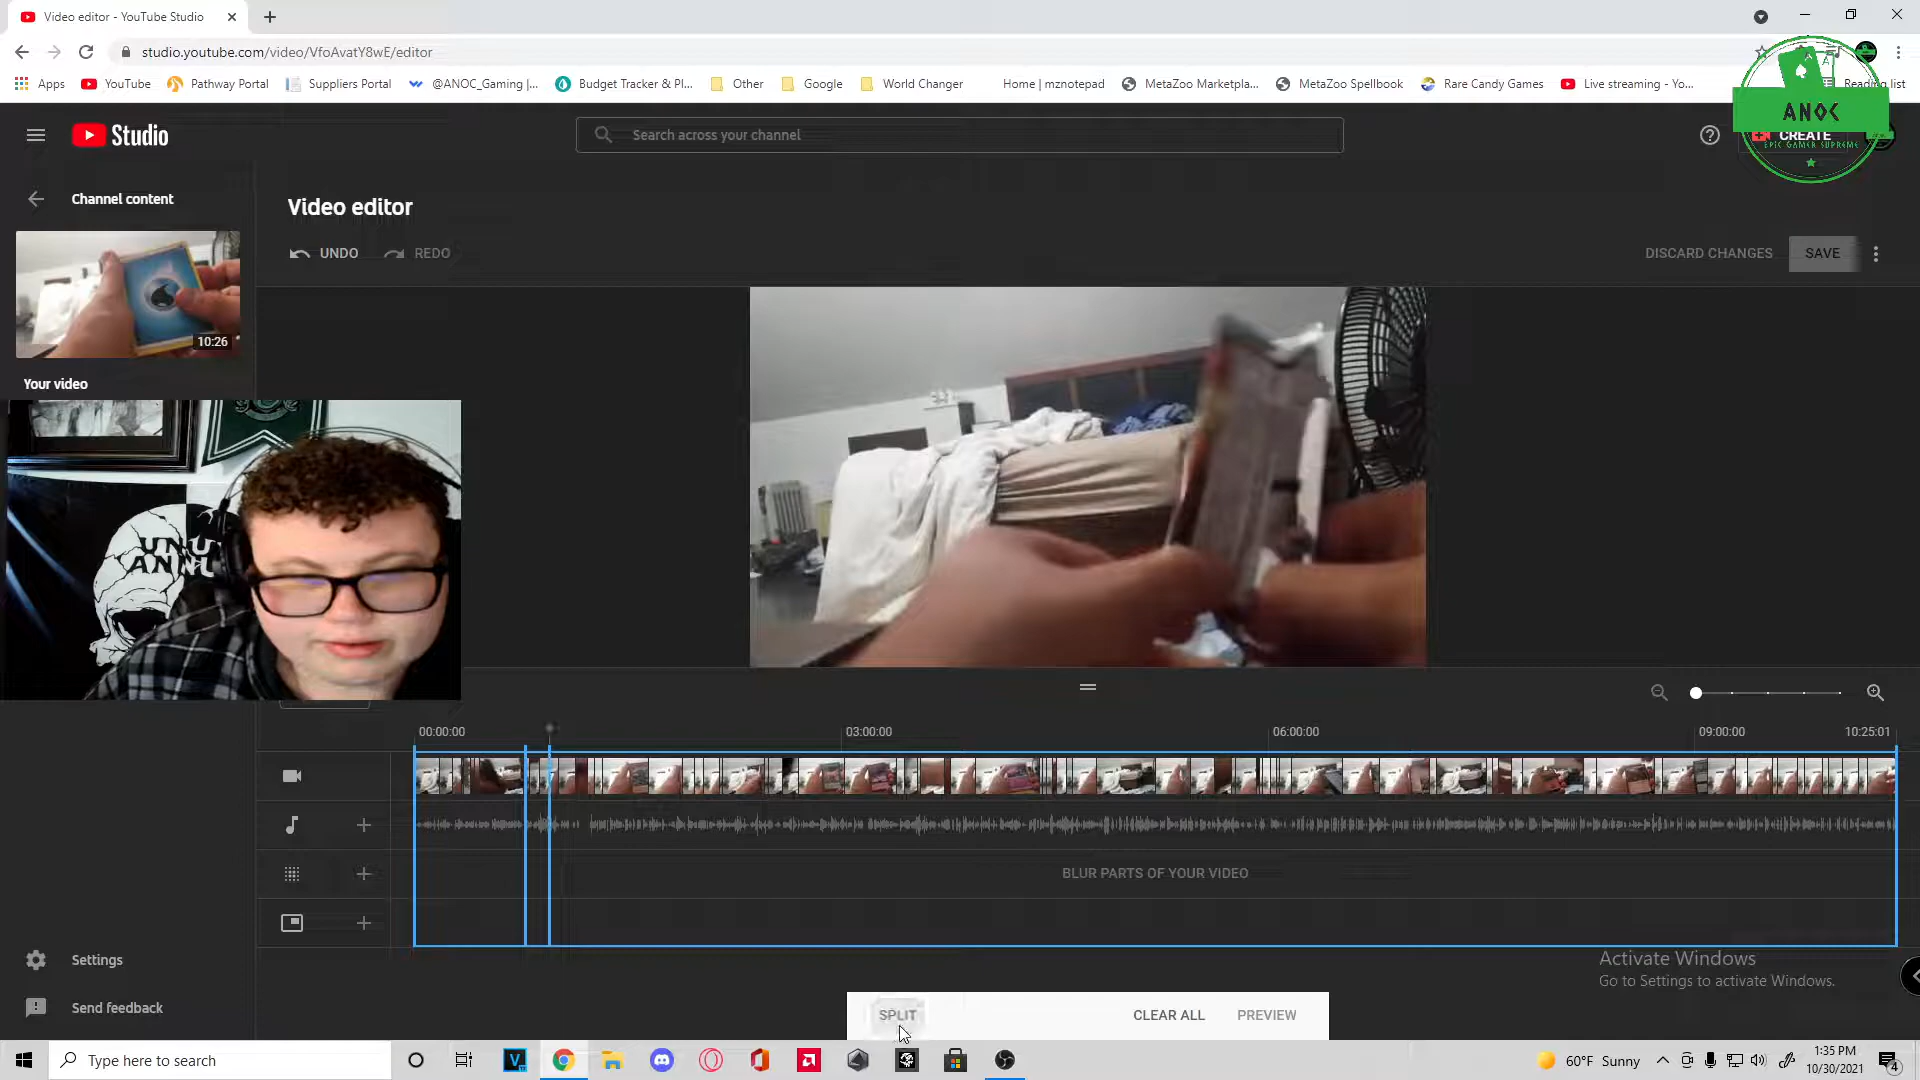 Video editor - YouTube Studio
studio.youtube.com/video/VfoAvatY8wE/editor
Apps YouTube Pathway Portal Suppliers Portal @ANOC_Gaming |... Budget Tracker & Pl... Other Google World Changer Home | mznotepad MetaZoo Marketpla... MetaZoo Spellbook Rare Candy Games Live streaming - Yo... Reading list
ANOC
EPIC GAMER SUPREME
Studio
Search across your channel
CREATE
Channel content
Video editor
UNDO REDO
DISCARD CHANGES SAVE
10:26
Your video
00:00:00 03:00:00 06:00:00 09:00:00 10:25:01
BLUR PARTS OF YOUR VIDEO
Settings
Send feedback
Activate Windows
Go to Settings to activate Windows.
SPLIT CLEAR ALL PREVIEW
Type here to search
60°F Sunny
1:35 PM
10/30/2021
4